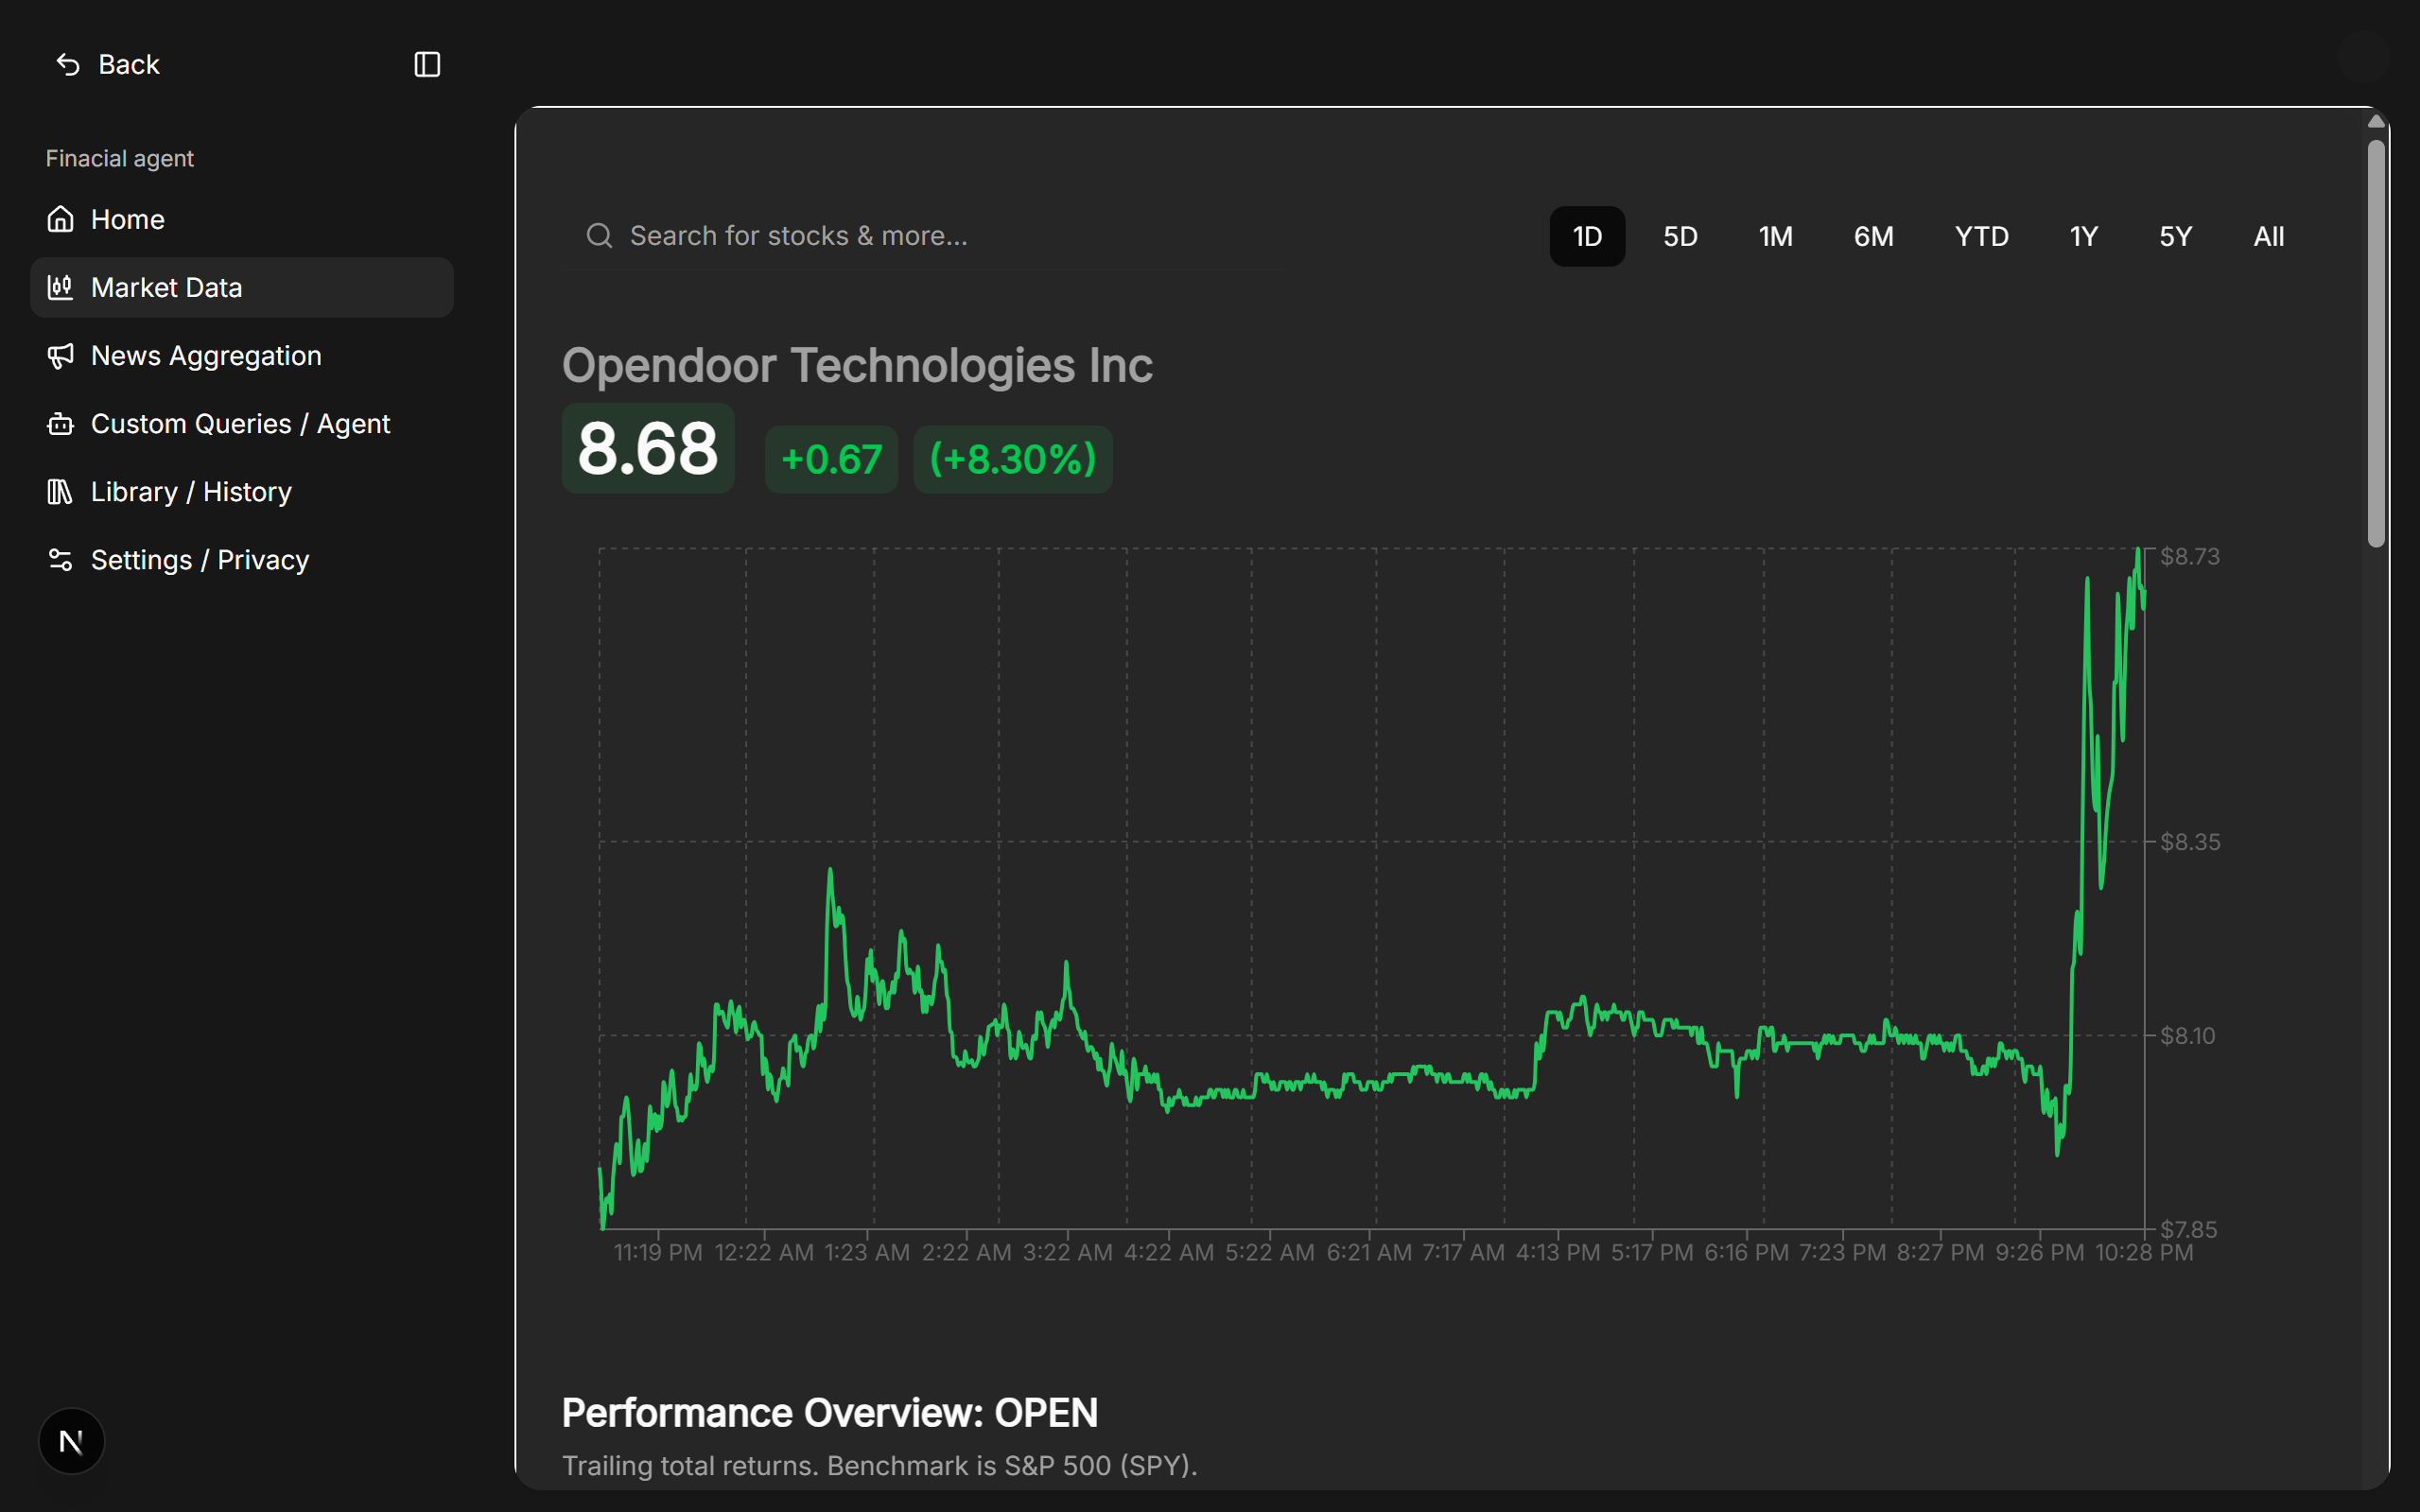 Back
Finacial agent
Home
Market Data
News Aggregation
Custom Queries / Agent
Library / History
Settings / Privacy
N
Search for stocks & more...
1D 5D 1M 6M YTD 1Y 5Y All
Opendoor Technologies Inc
8.68 +0.67 (+8.30%)
$8.73
$8.35
$8.10
$7.85
11:19 PM 12:22 AM 1:23 AM 2:22 AM 3:22 AM 4:22 AM 5:22 AM 6:21 AM 7:17 AM 4:13 PM 5:17 PM 6:16 PM 7:23 PM 8:27 PM 9:26 PM 10:28 PM
Performance Overview: OPEN
Trailing total returns. Benchmark is S&P 500 (SPY).